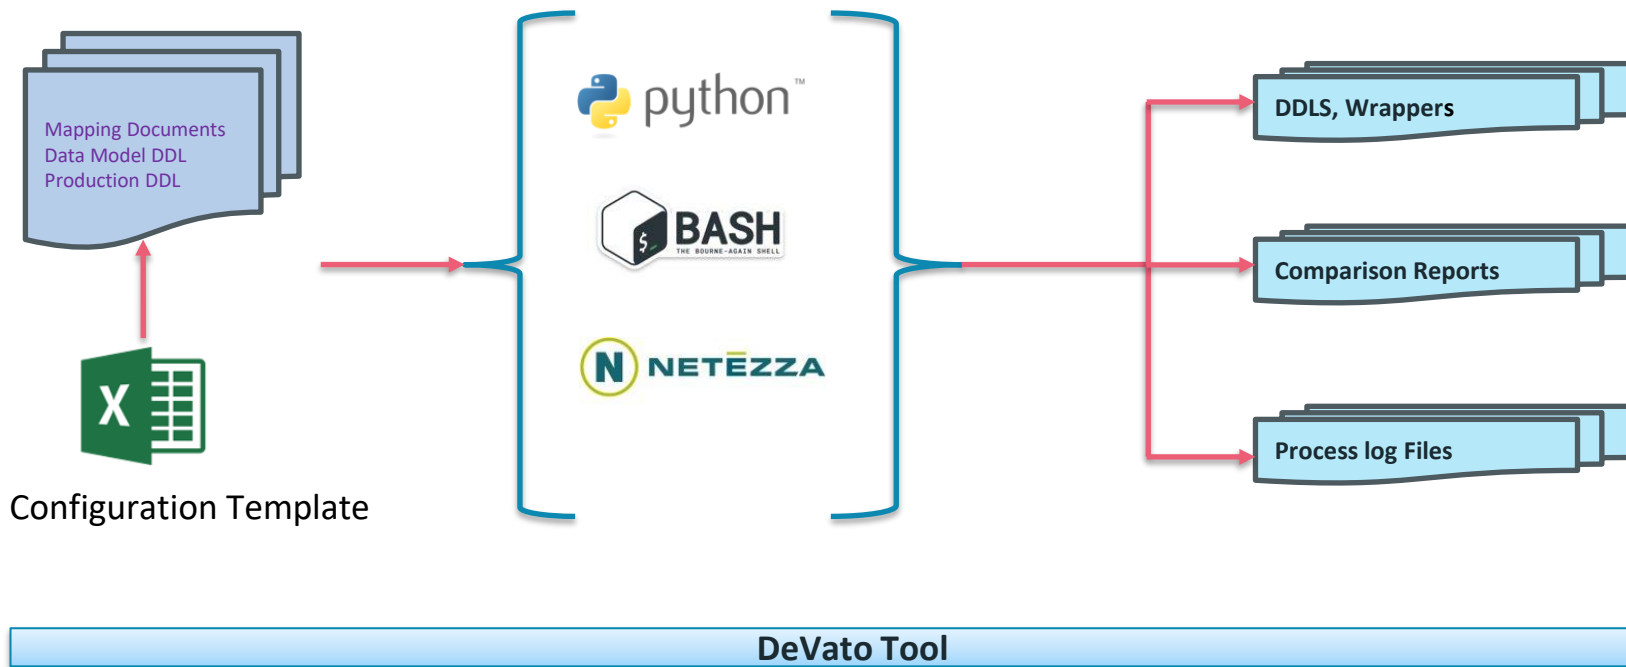 Mapping Documents
Data Model DDL
Production DDL
X
Configuration Template
python™
$_
BASH
THE BOURNE-AGAIN SHELL
N
NETĒZZA
DDLS, Wrappers
Comparison Reports
Process log Files
DeVato Tool